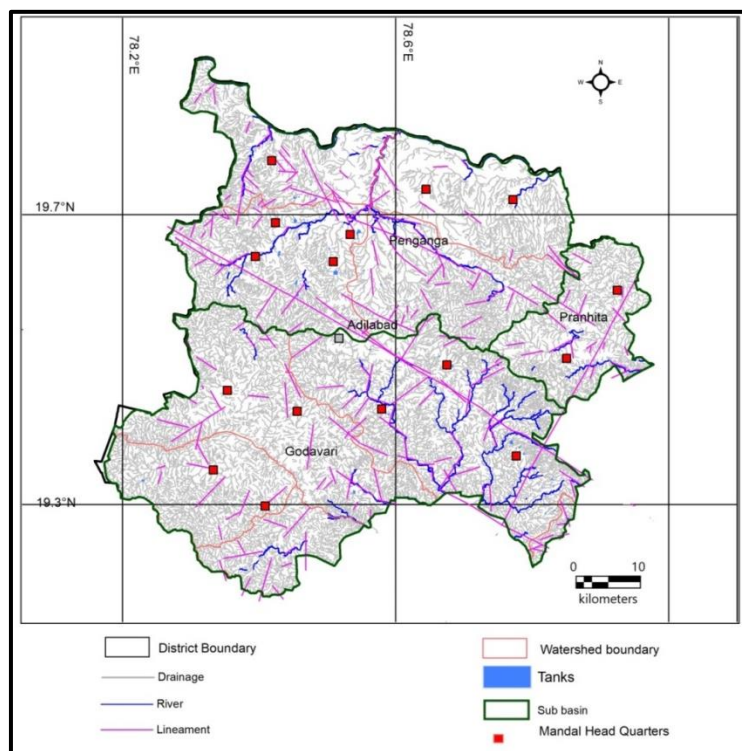 78.2°E
78.6°E
N
W E
S
19.7°N
Penganga
Pranhita
Adilabad
Godavari
19.3°N
0 10
kilometers
District Boundary
Drainage
River
Lineament
Watershed boundary
Tanks
Sub basin
Mandal Head Quarters